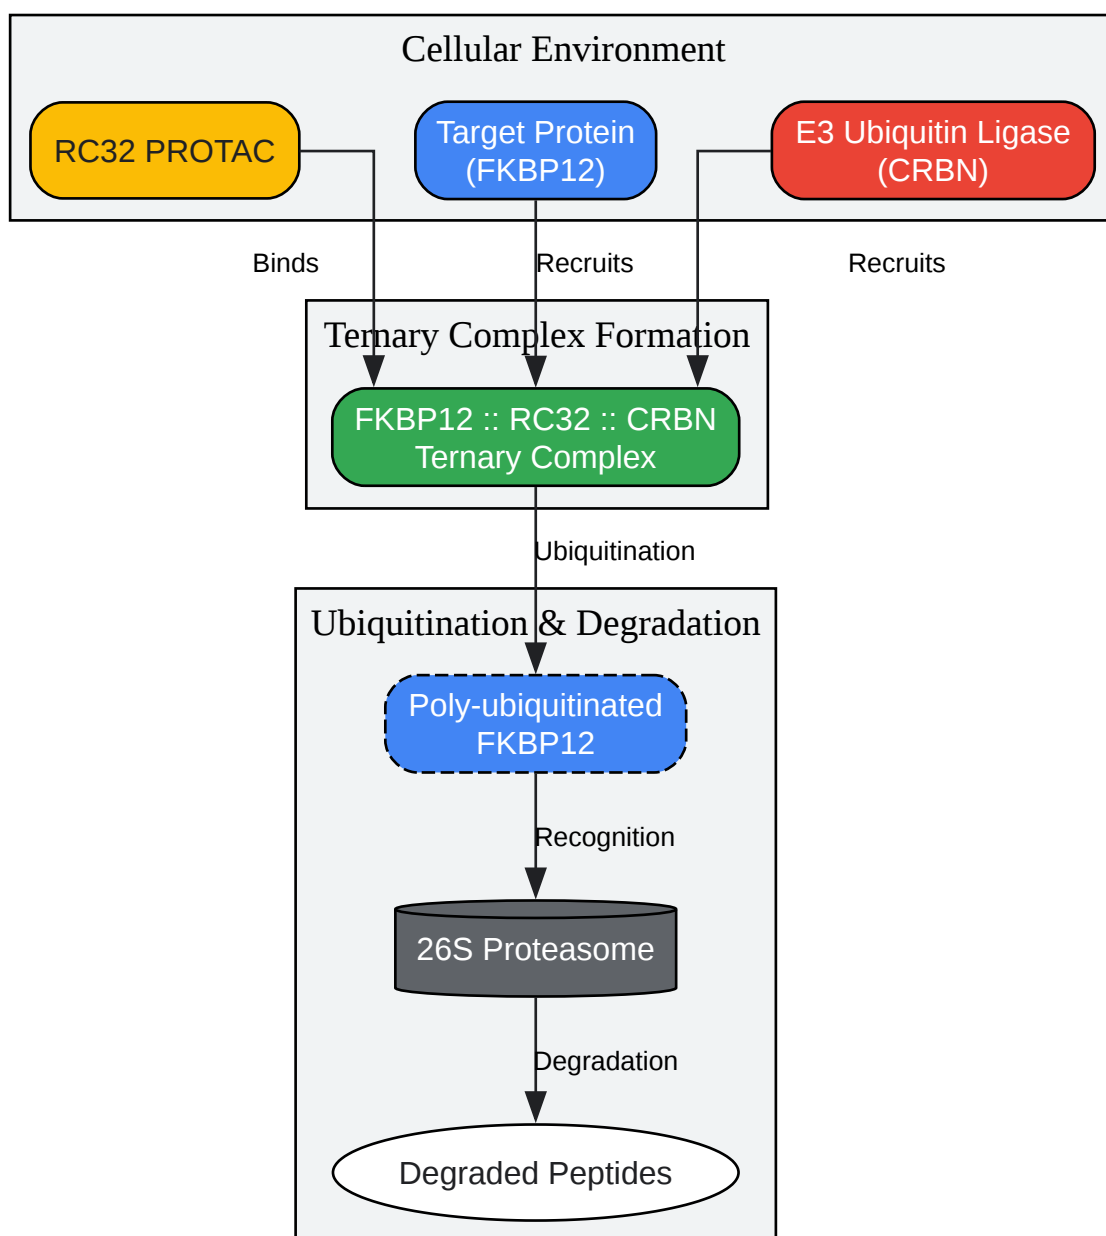 Cellular Environment
RC32 PROTAC
Target Protein
(FKBP12)
E3 Ubiquitin Ligase
(CRBN)
Binds
Recruits
Recruits
Ternary Complex Formation
FKBP12 :: RC32 :: CRBN
Ternary Complex
Ubiquitination
Ubiquitination & Degradation
Poly-ubiquitinated
FKBP12
Recognition
26S Proteasome
Degradation
Degraded Peptides